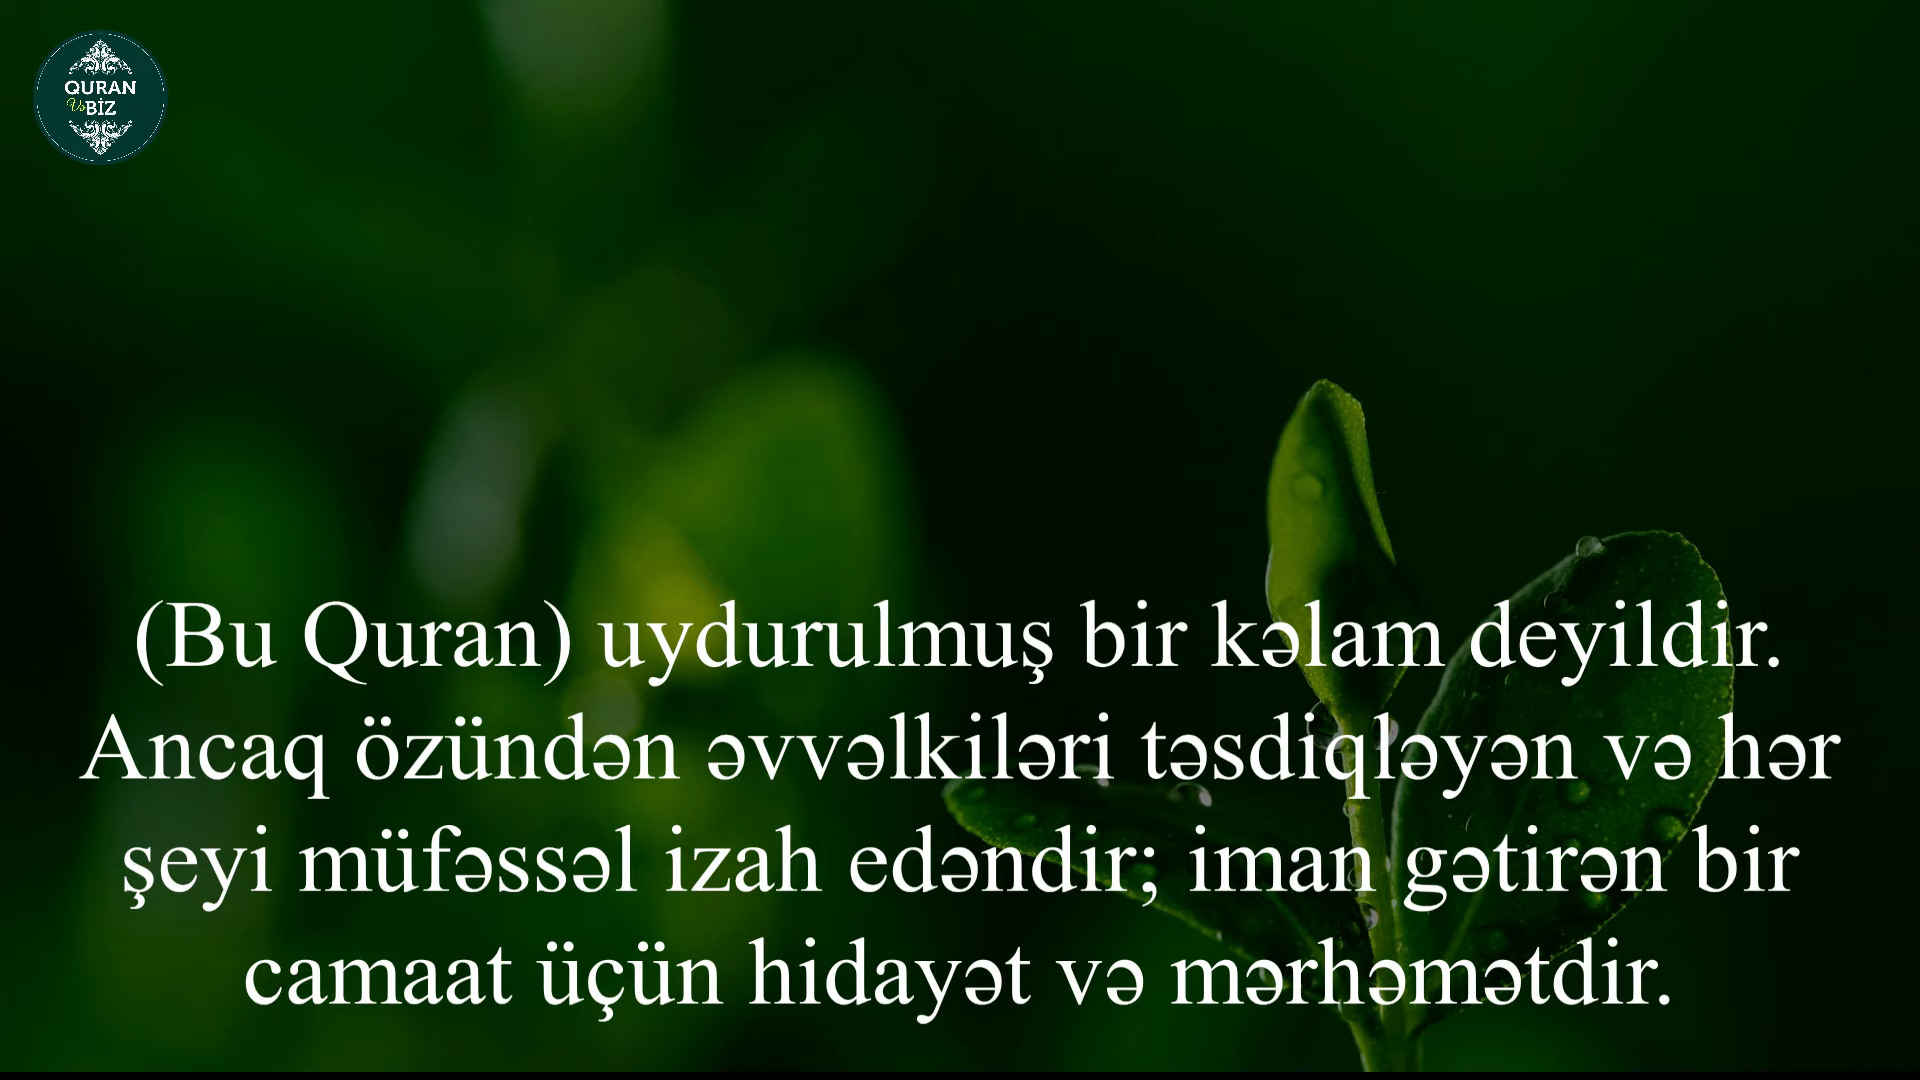 QURAN
Və BİZ
(Bu Quran) uydurulmuş bir kəlam deyildir.
Ancaq özündən əvvəlkiləri təsdiqləyən və hər
şeyi müfəssəl izah edəndir; iman gətirən bir
camaat üçün hidayət və mərhəmətdir.